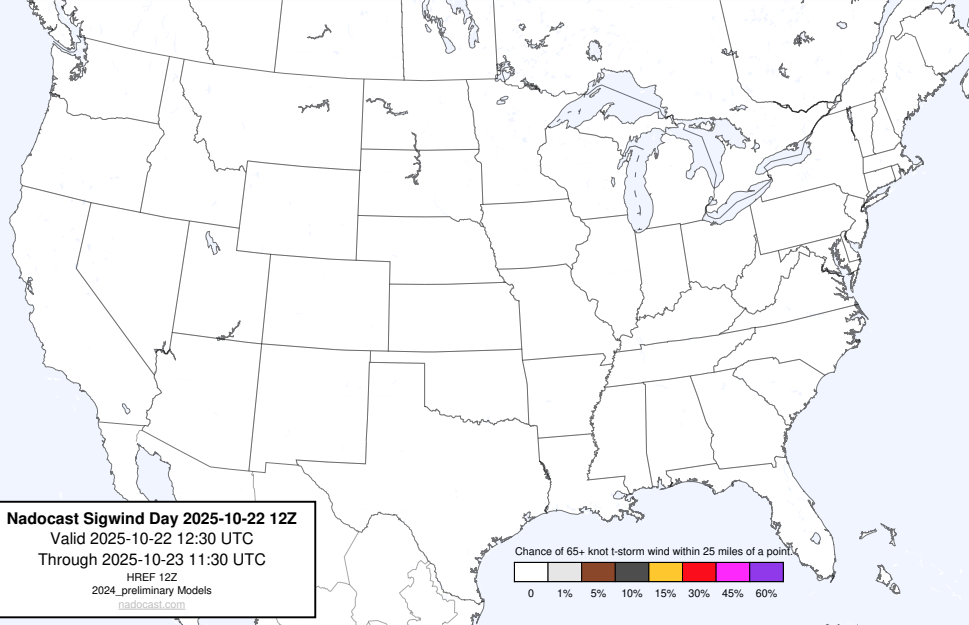 Nadocast Sigwind Day 2025-10-22 12Z
Valid 2025-10-22 12:30 UTC
Through 2025-10-23 11:30 UTC
HREF 12Z
2024_preliminary Models
nadocast.com
Chance of 65+ knot t-storm wind within 25 miles of a point.
0 1% 5% 10% 15% 30% 45% 60%